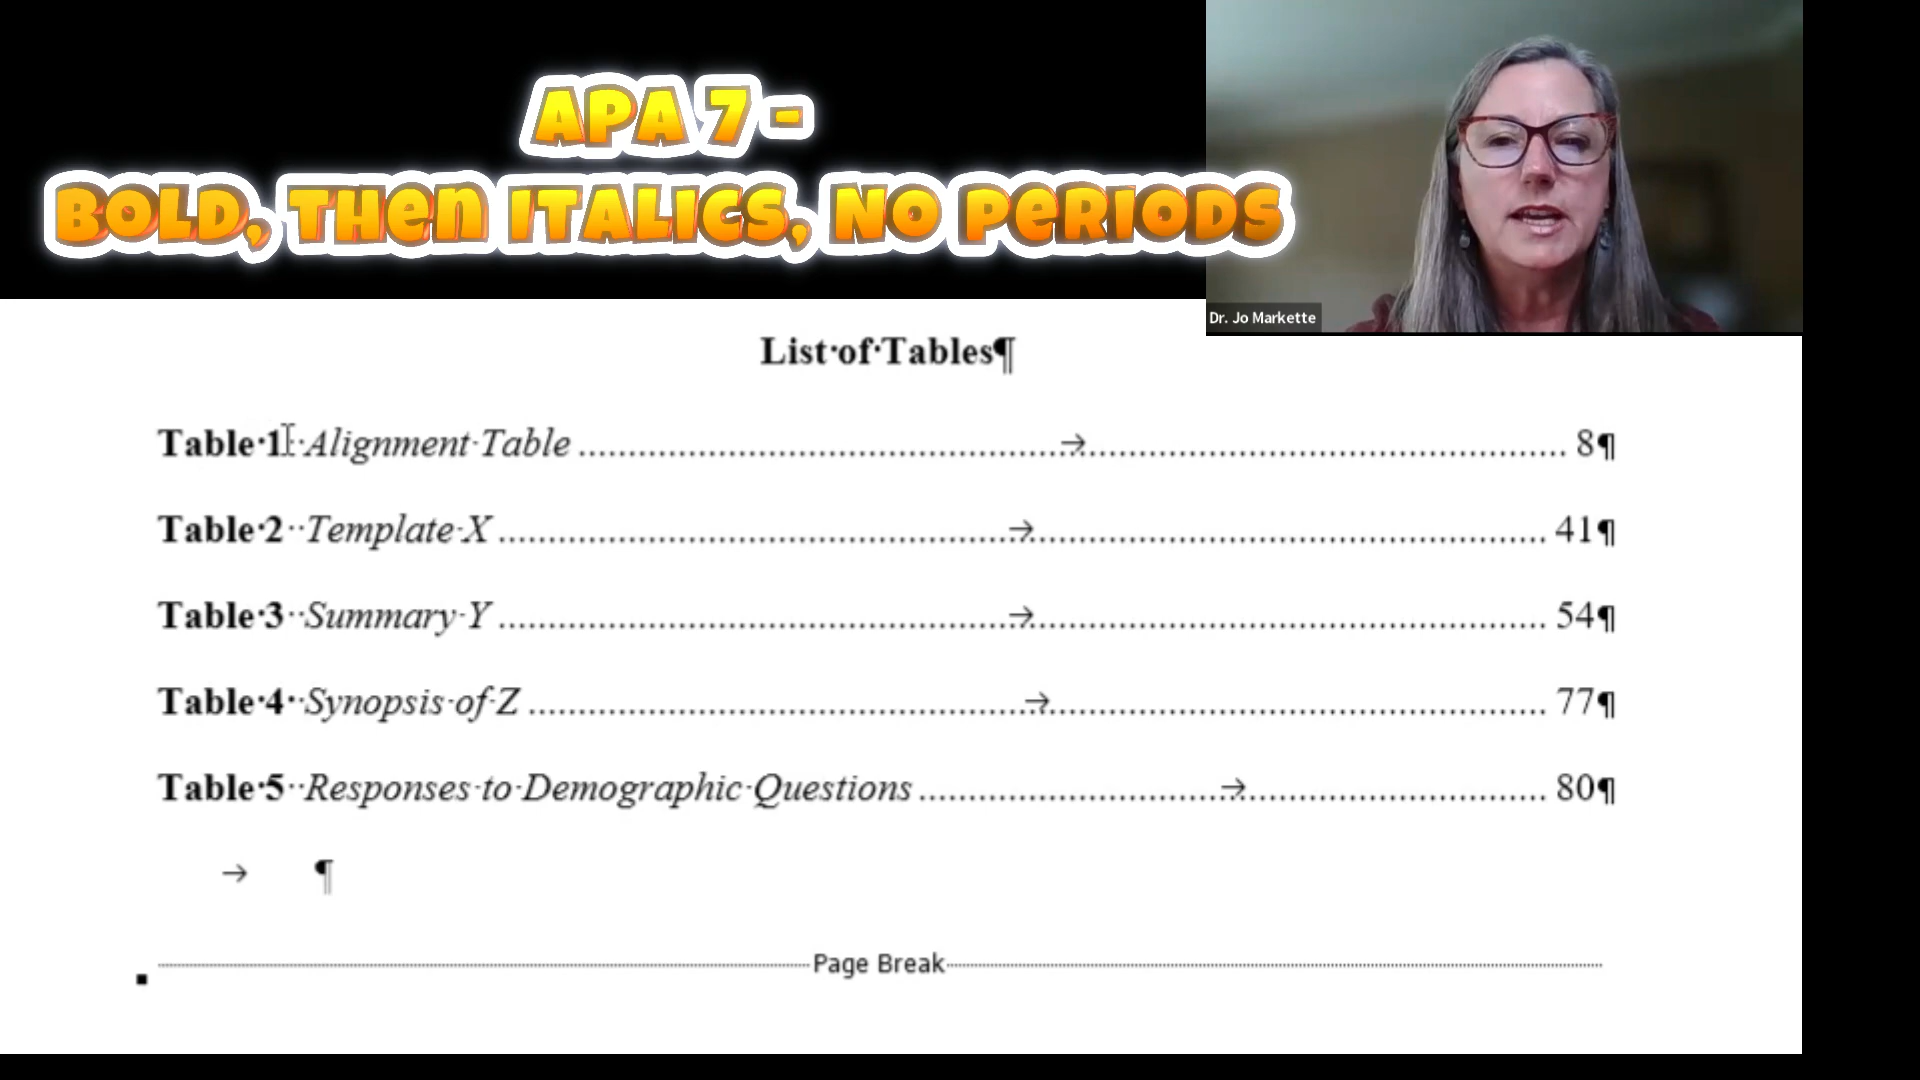 APA 7 -
BOLD, THEN ITALICS, NO PERIODS
Dr. Jo Markette
List·of·Tables¶
Table·1··Alignment·Table ..........→.......... 8¶
Table·2··Template·X ..........→.......... 41¶
Table·3··Summary·Y ..........→.......... 54¶
Table·4··Synopsis·of·Z ..........→.......... 77¶
Table·5··Responses·to·Demographic·Questions ..........→.......... 80¶
→ ¶
Page Break